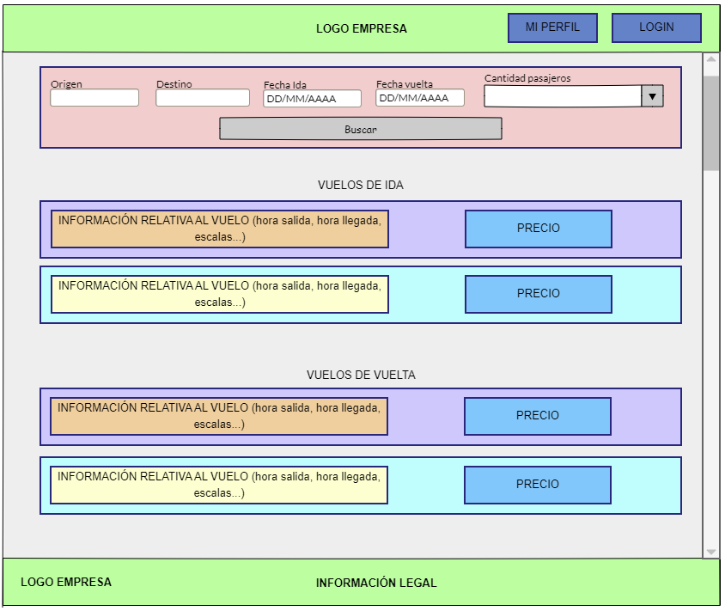 LOGO EMPRESA
MI PERFIL
LOGIN
Origen
Destino
Fecha Ida
Fecha vuelta
Cantidad pasajeros
DD/MM/AAAA
DD/MM/AAAA
Buscar
VUELOS DE IDA
INFORMACIÓN RELATIVA AL VUELO (hora salida, hora llegada,
escalas...)
PRECIO
INFORMACIÓN RELATIVA AL VUELO (hora salida, hora llegada,
escalas...)
PRECIO
VUELOS DE VUELTA
INFORMACIÓN RELATIVA AL VUELO (hora salida, hora llegada,
escalas...)
PRECIO
INFORMACIÓN RELATIVA AL VUELO (hora salida, hora llegada,
escalas...)
PRECIO
LOGO EMPRESA
INFORMACIÓN LEGAL